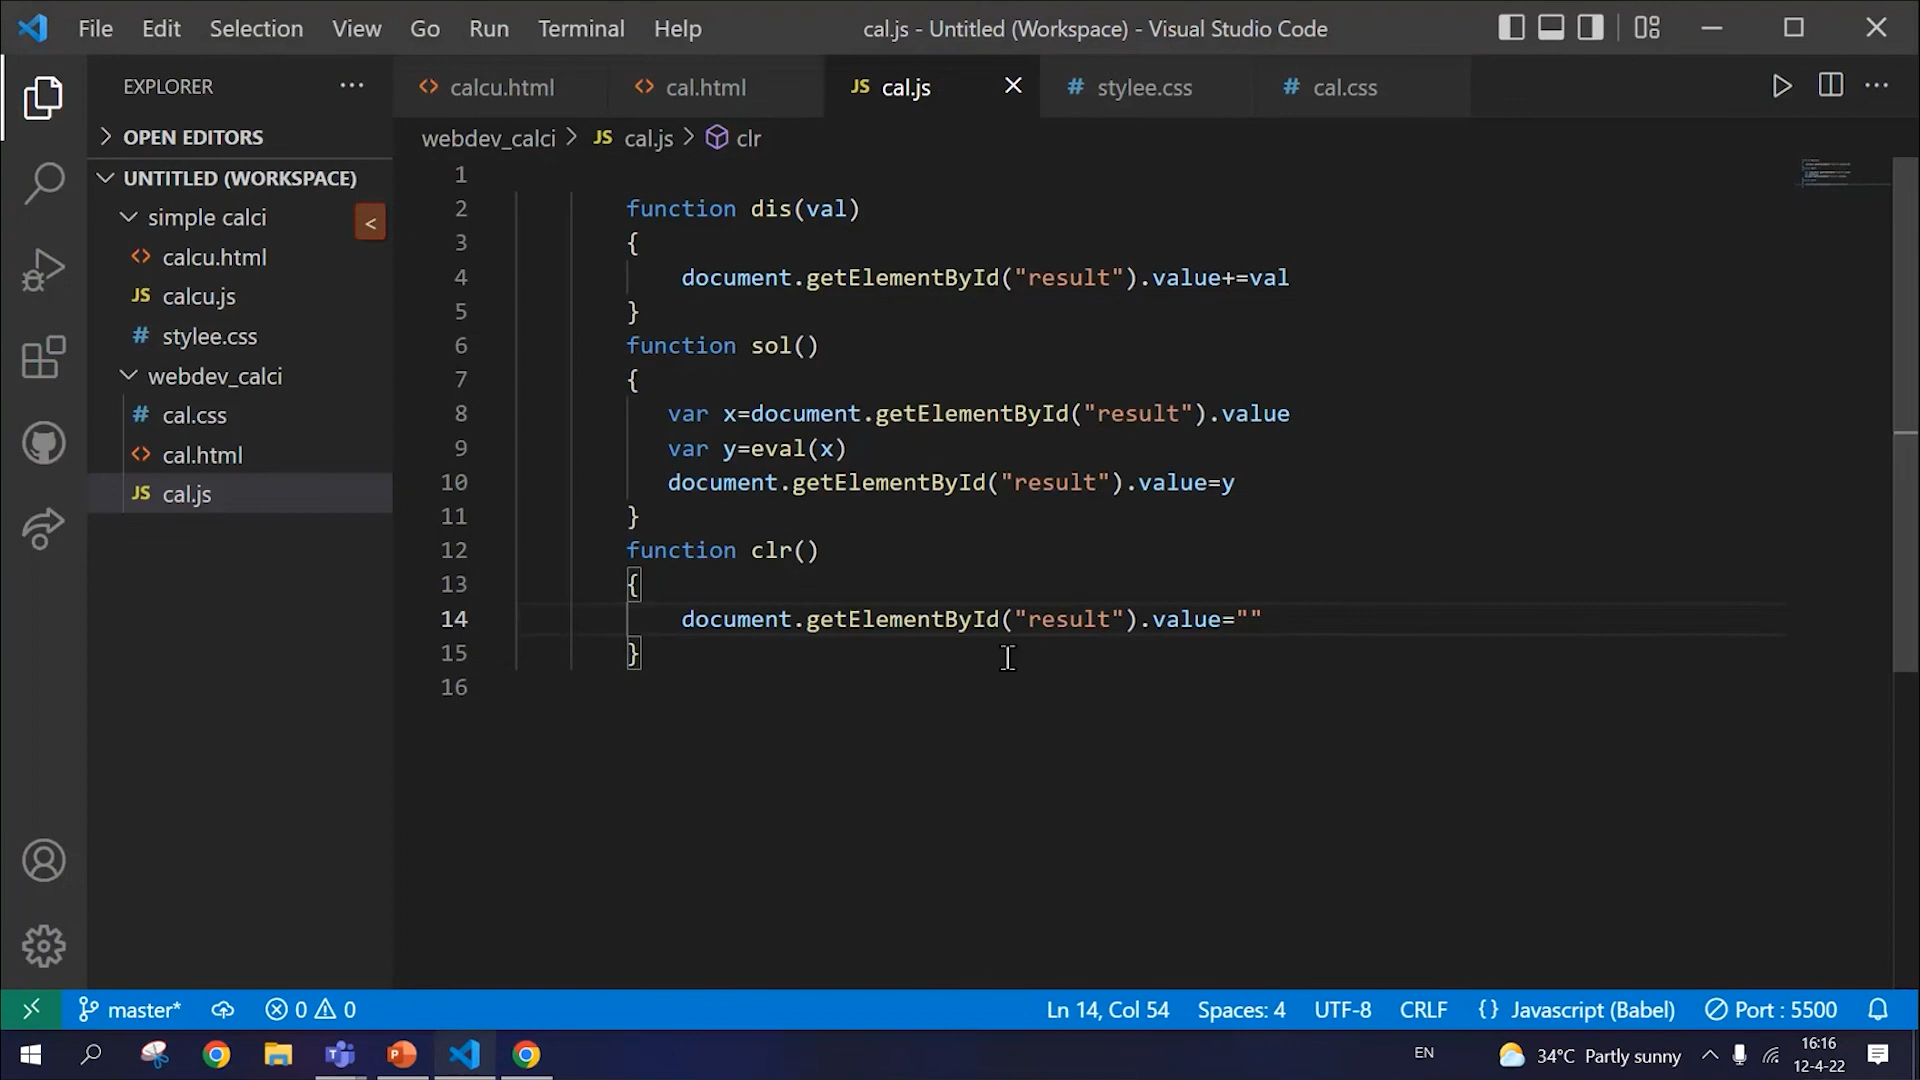 File Edit Selection View Go Run Terminal Help
cal.js - Untitled (Workspace) - Visual Studio Code
EXPLORER
OPEN EDITORS
UNTITLED (WORKSPACE)
simple calci
<
<> calcu.html
JS calcu.js
# stylee.css
webdev_calci
# cal.css
<> cal.html
JS cal.js
<> calcu.html <> cal.html JS cal.js # stylee.css # cal.css
webdev_calci > JS cal.js > clr
1
2 function dis(val)
3 {
4 document.getElementById("result").value+=val
5 }
6 function sol()
7 {
8 var x=document.getElementById("result").value
9 var y=eval(x)
10 document.getElementById("result").value=y
11 }
12 function clr()
13 {
14 document.getElementById("result").value=""
15 }
16
master* 0 0 Ln 14, Col 54 Spaces: 4 UTF-8 CRLF {} Javascript (Babel) Port : 5500
EN 34°C Partly sunny 16:16
12-4-22